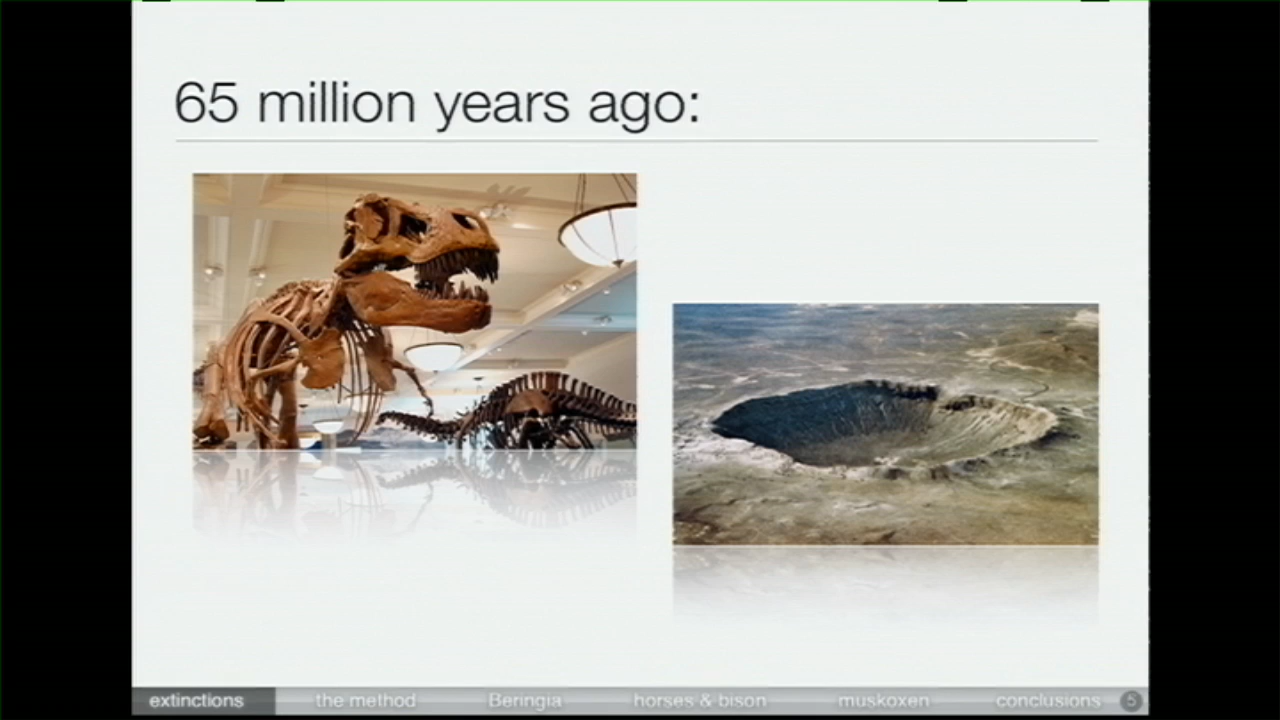 65 million years ago:
extinctions the method Beringia horses & bison muskoxen conclusions 5